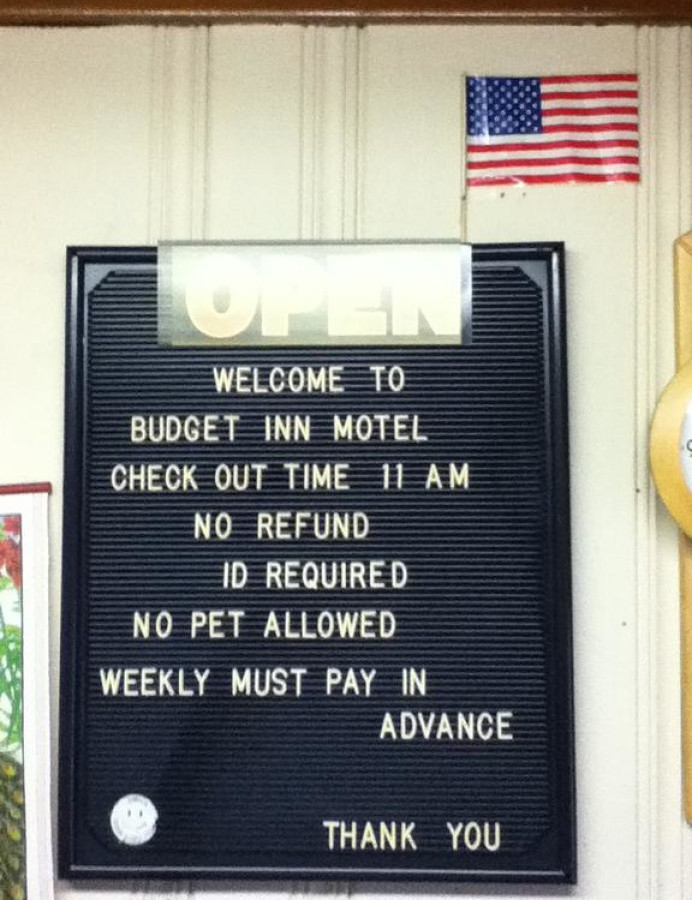 OPEN
WELCOME TO
BUDGET INN MOTEL
CHECK OUT TIME 11 AM
NO REFUND
ID REQUIRED
NO PET ALLOWED
WEEKLY MUST PAY IN
ADVANCE
THANK YOU